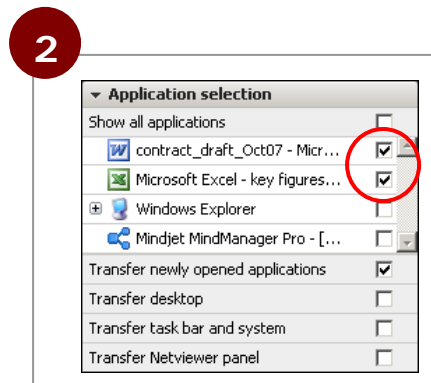 2
Application selection
Show all applications
contract_draft_Oct07 - Micr...
Microsoft Excel - key figures...
Windows Explorer
Mindjet MindManager Pro - [...
Transfer newly opened applications
Transfer desktop
Transfer task bar and system
Transfer Netviewer panel